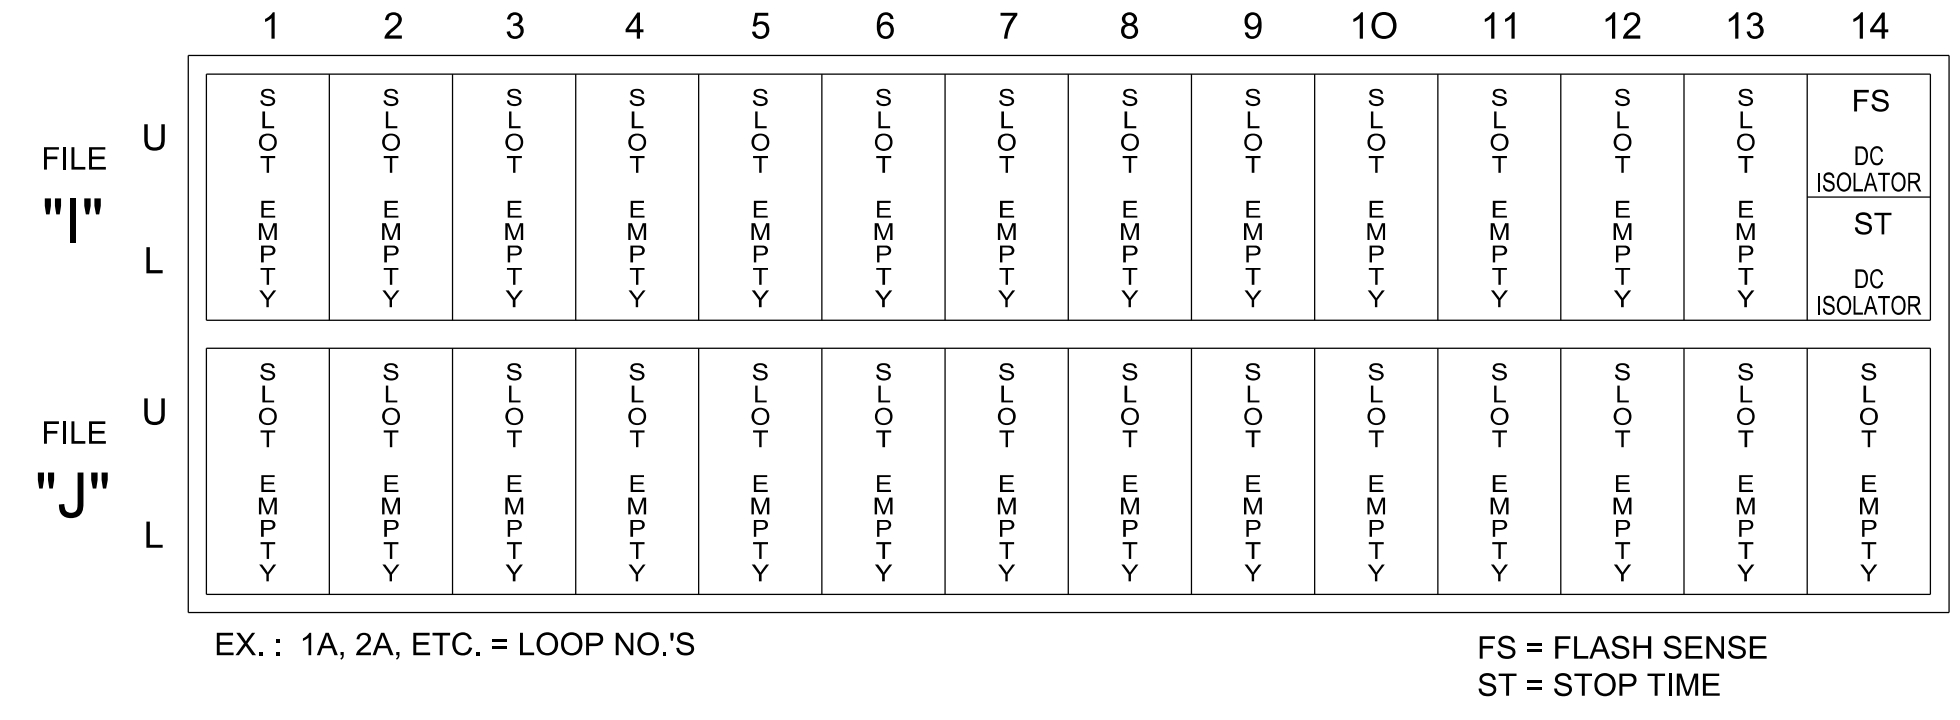 1 2 3 4 5 6 7 8 9 10 11 12 13 14
FILE "I"
U
L
SLOT EMPTY SLOT EMPTY SLOT EMPTY SLOT EMPTY SLOT EMPTY SLOT EMPTY SLOT EMPTY SLOT EMPTY SLOT EMPTY SLOT EMPTY SLOT EMPTY SLOT EMPTY SLOT EMPTY
FS
DC
ISOLATOR
ST
DC
ISOLATOR
FILE "J"
U
L
SLOT EMPTY SLOT EMPTY SLOT EMPTY SLOT EMPTY SLOT EMPTY SLOT EMPTY SLOT EMPTY SLOT EMPTY SLOT EMPTY SLOT EMPTY SLOT EMPTY SLOT EMPTY SLOT EMPTY SLOT EMPTY
EX. : 1A, 2A, ETC. = LOOP NO.'S
FS = FLASH SENSE
ST = STOP TIME